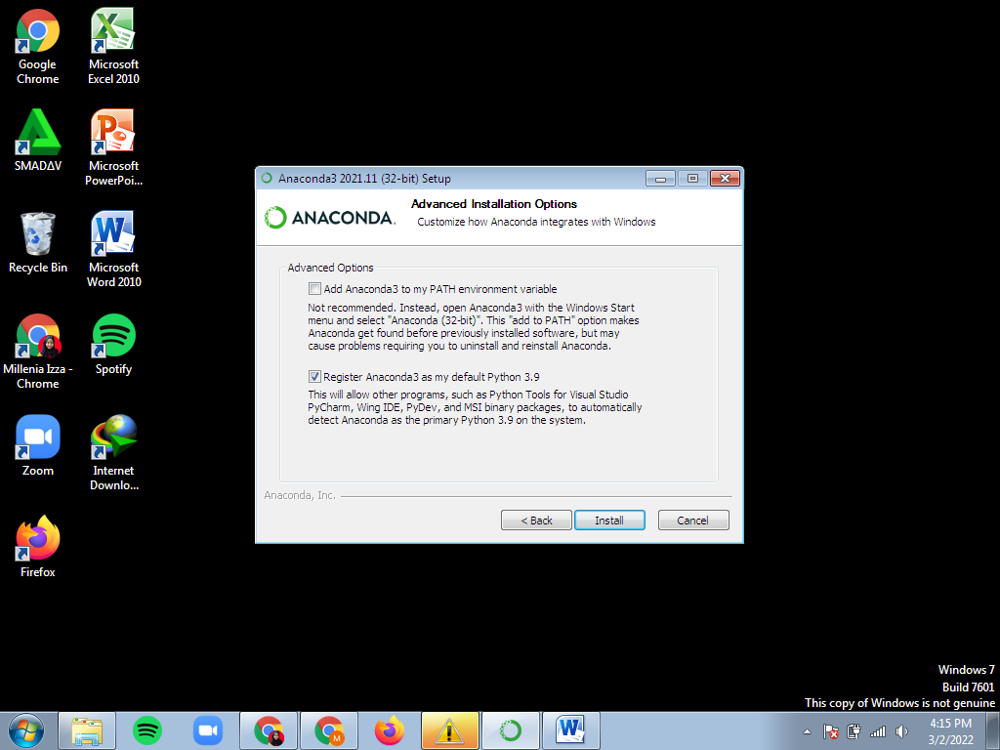 Google
Chrome
Microsoft
Excel 2010
SMADΔV
Microsoft
PowerPoi...
Recycle Bin
Microsoft
Word 2010
Millenia Izza -
Chrome
Spotify
Zoom
Internet
Downlo...
Firefox
Anaconda3 2021.11 (32-bit) Setup
ANACONDA.
Advanced Installation Options
Customize how Anaconda integrates with Windows
Advanced Options
Add Anaconda3 to my PATH environment variable
Not recommended. Instead, open Anaconda3 with the Windows Start
menu and select "Anaconda (32-bit)". This "add to PATH" option makes
Anaconda get found before previously installed software, but may
cause problems requiring you to uninstall and reinstall Anaconda.
Register Anaconda3 as my default Python 3.9
This will allow other programs, such as Python Tools for Visual Studio
PyCharm, Wing IDE, PyDev, and MSI binary packages, to automatically
detect Anaconda as the primary Python 3.9 on the system.
Anaconda, Inc.
< Back
Install
Cancel
Windows 7
Build 7601
This copy of Windows is not genuine
4:15 PM
3/2/2022